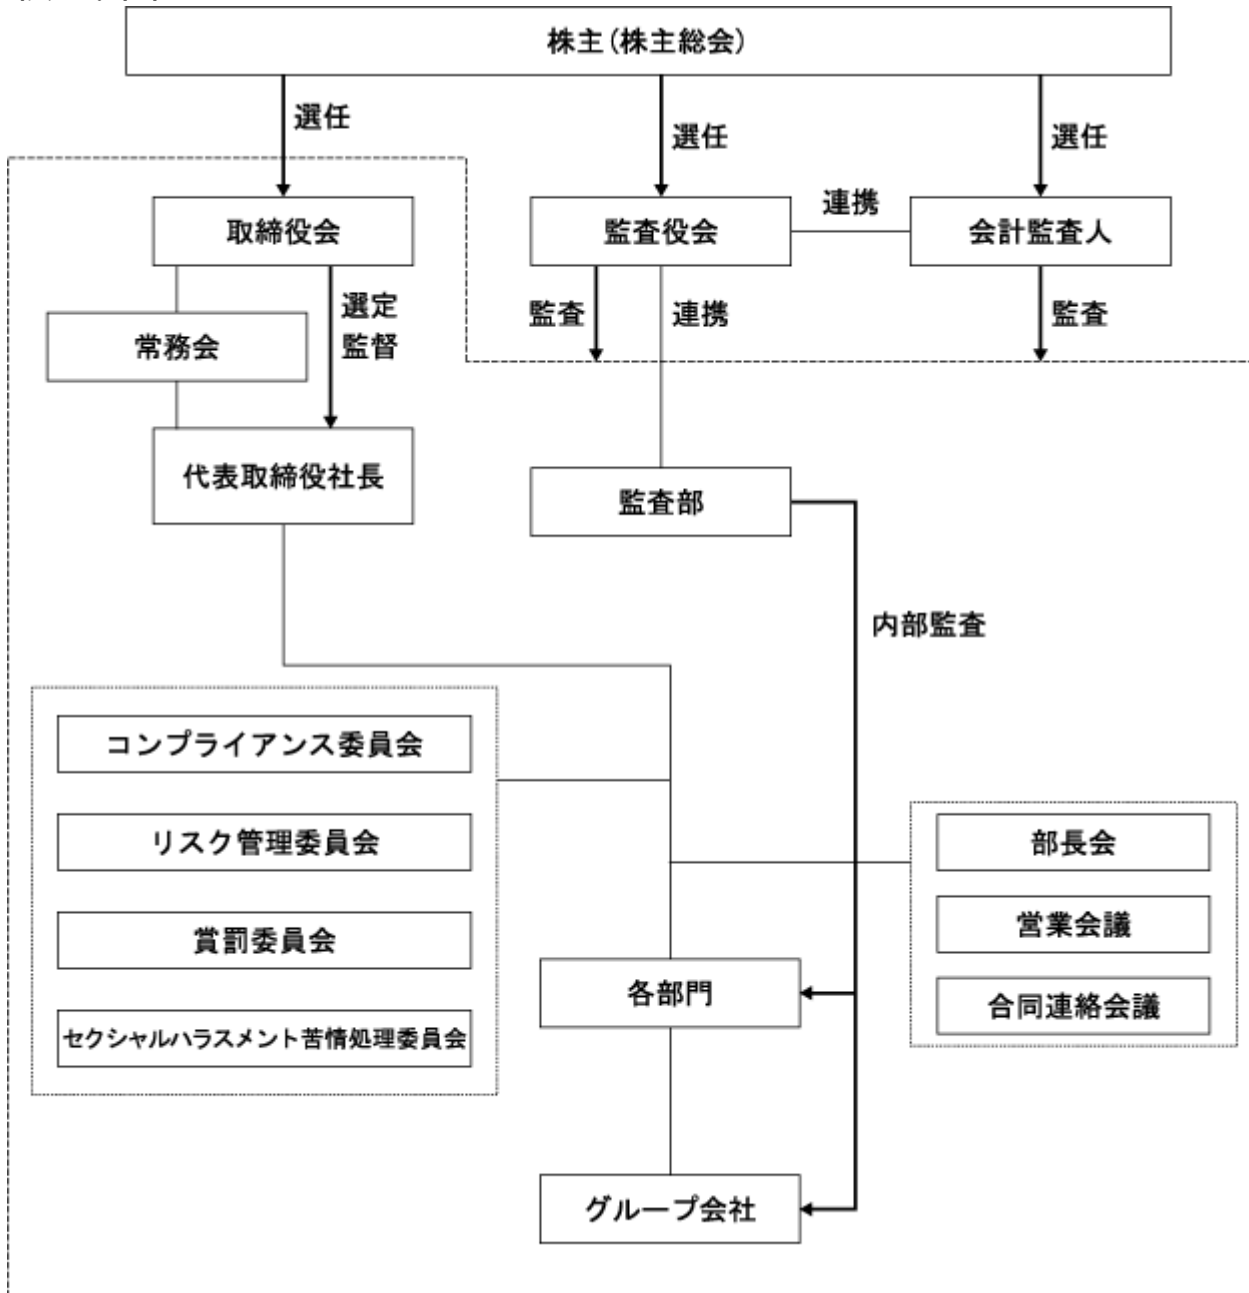 株主(株主総会)
選任
選任
選任
取締役会
監査役会
連携
会計監査人
選定
監督
監査
連携
監査
常務会
代表取締役社長
監査部
内部監査
コンプライアンス委員会
リスク管理委員会
賞罰委員会
セクシャルハラスメント苦情処理委員会
部長会
営業会議
合同連絡会議
各部門
グループ会社